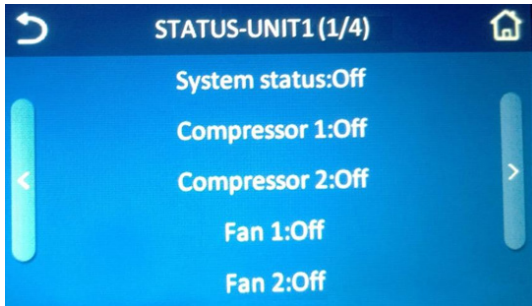 STATUS-UNIT1 (1/4)
System status:Off
Compressor 1:Off
Compressor 2:Off
Fan 1:Off
Fan 2:Off